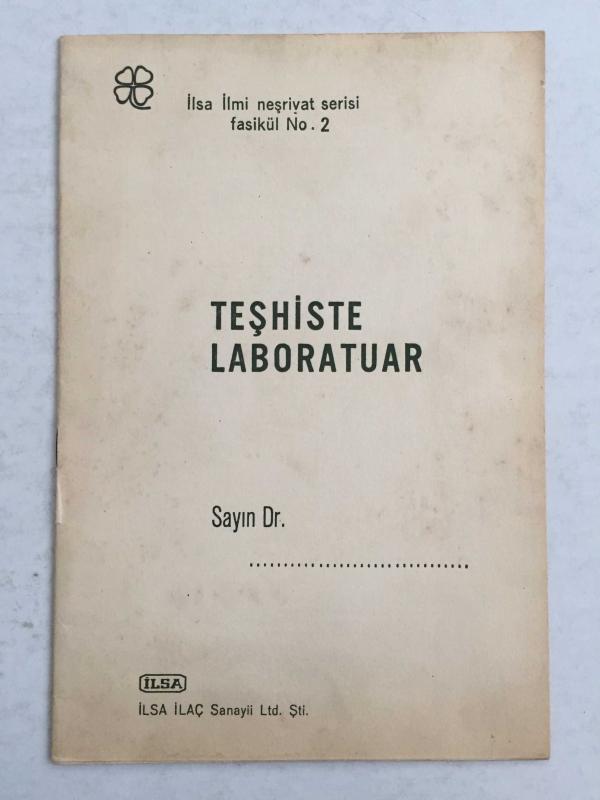 İlsa İlmi neşriyat serisi
fasikül No. 2
TEŞHİSTE
LABORATUAR
Sayın Dr.
........................................
İLSA
İLSA İLAÇ Sanayii Ltd. Şti.